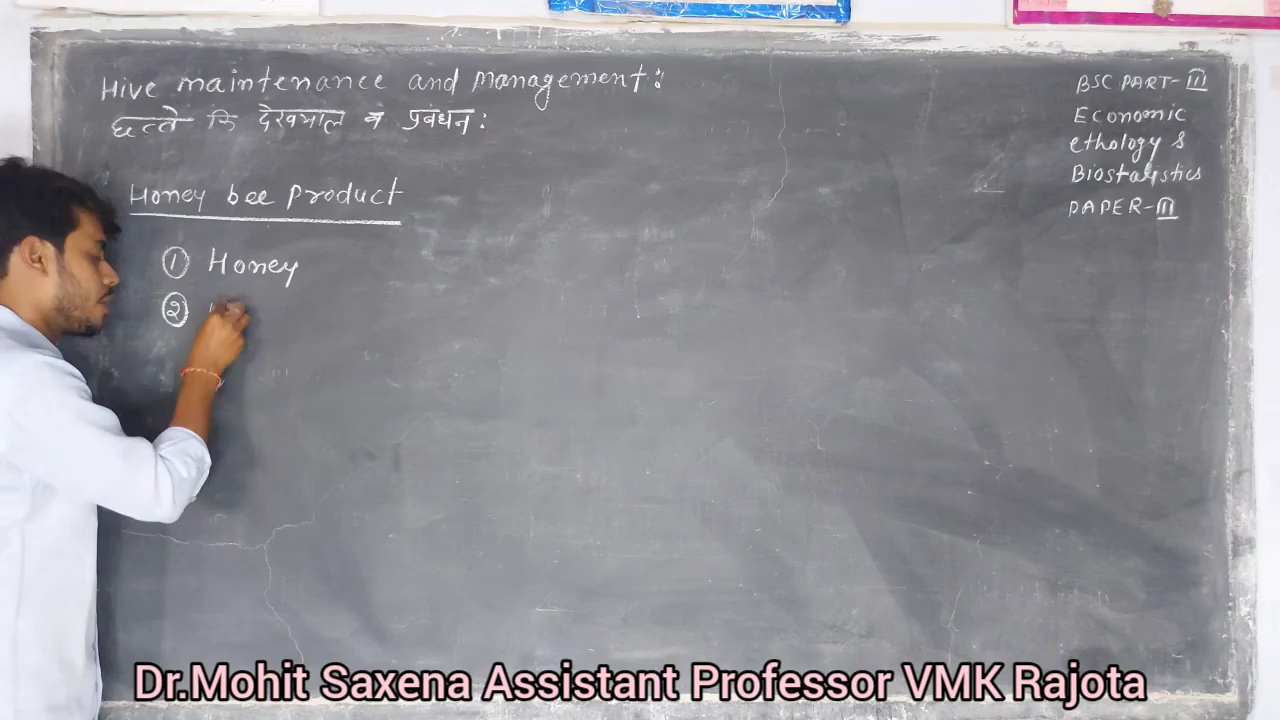 Hive maintenance and management:
छत्ते कि देखभाल व प्रबंधन:
Honey bee product
① Honey
②
BSC PART-III
Economic
ethology &
Biostatistics
PAPER-III
Dr.Mohit Saxena Assistant Professor VMK Rajota